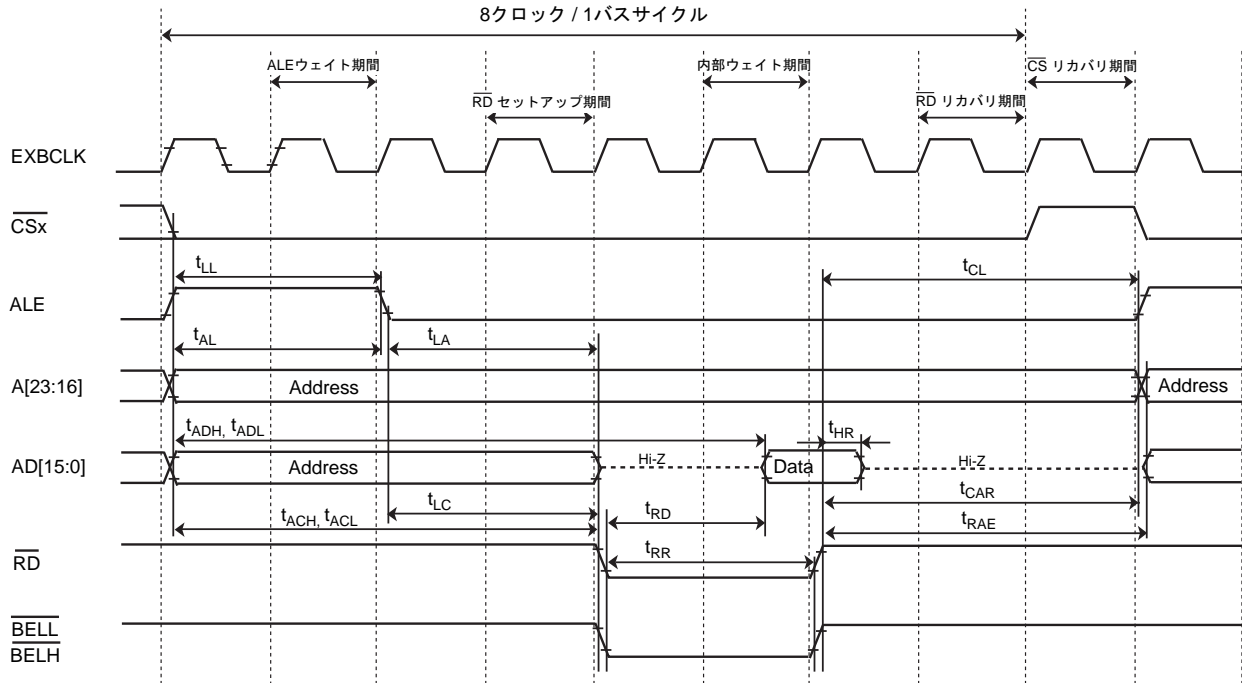 8クロック / 1バスサイクル
ALEウェイト期間
内部ウェイト期間
CS リカバリ期間
RD セットアップ期間
RD リカバリ期間
EXBCLK
CSx
tLL
tCL
ALE
tAL
tLA
A[23:16]
Address
Address
tADH, tADL
tHR
AD[15:0]
Address
Hi-Z
Data
Hi-Z
tLC
tRD
tCAR
tACH, tACL
tRAE
tRR
RD
BELL
BELH